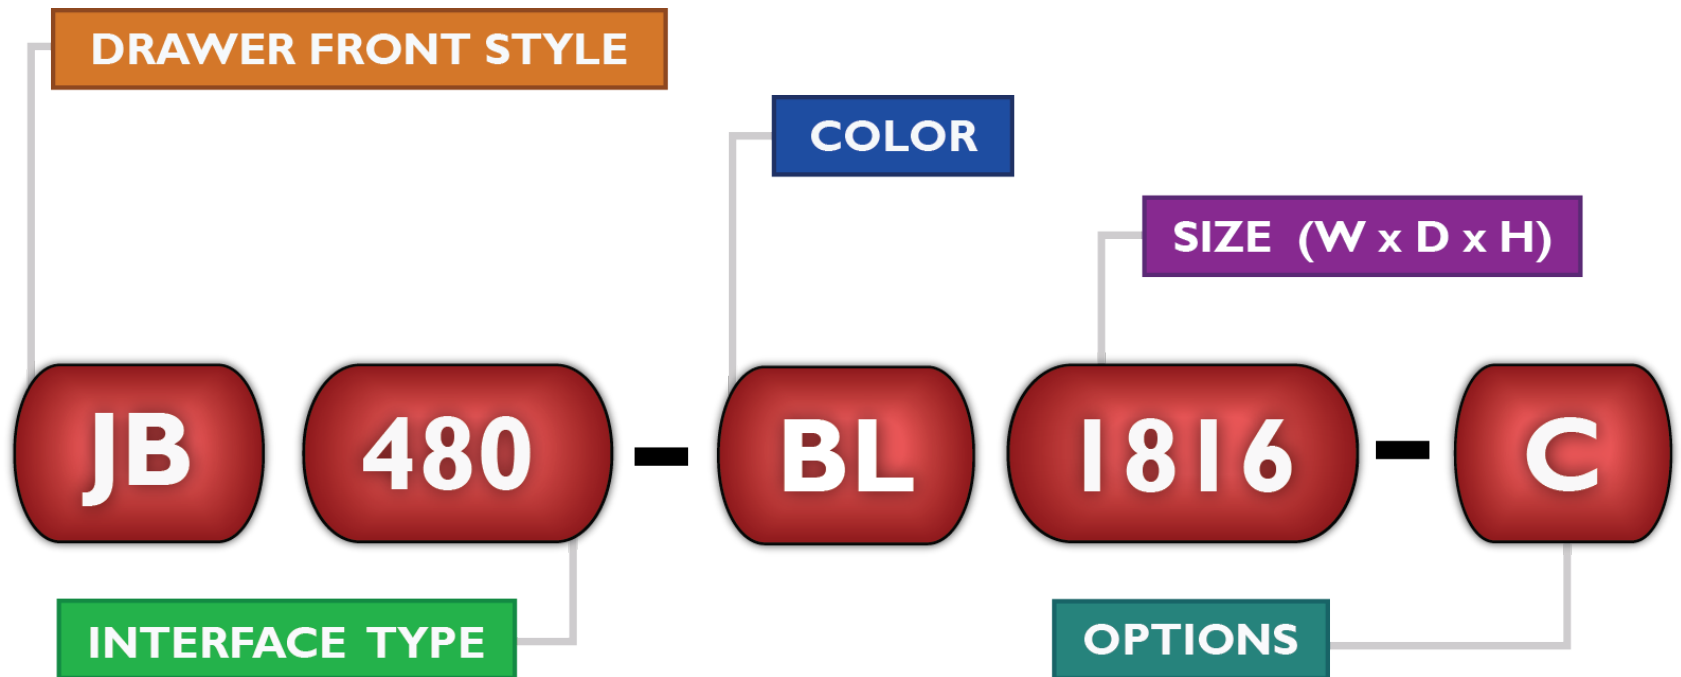 DRAWER FRONT STYLE
COLOR
SIZE (W x D x H)
JB 480 - BL 1816 - C
INTERFACE TYPE
OPTIONS